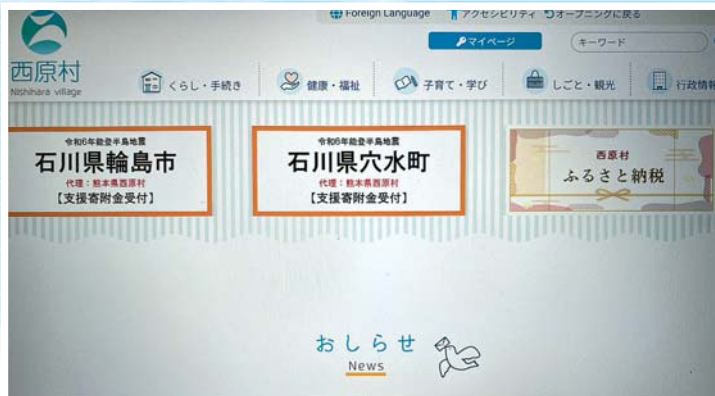 Foreign Language
アクセシビリティ
オープニングに戻る
マイページ
キーワード
西原村
Nishihara village
くらし・手続き
健康・福祉
子育て・学び
しごと・観光
行政情報
令和6年能登半島地震
石川県輪島市
代理：熊本県西原村
【支援寄附金受付】
令和6年能登半島地震
石川県穴水町
代理：熊本県西原村
【支援寄附金受付】
西原村
ふるさと納税
おしらせ
News